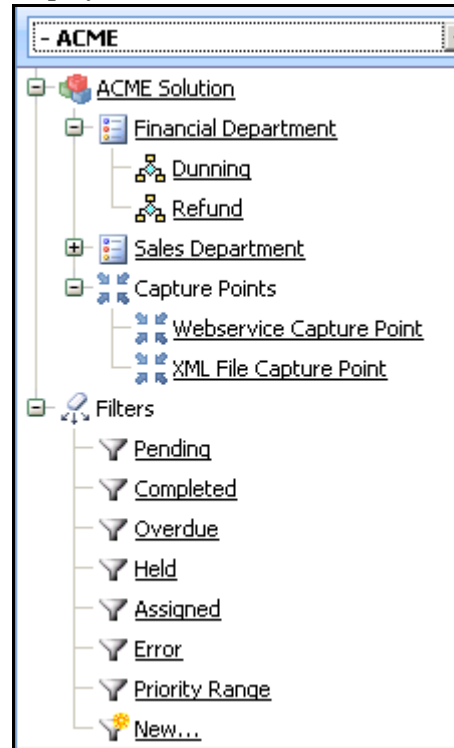 - ACME
ACME Solution
Financial Department
Dunning
Refund
Sales Department
Capture Points
Webservice Capture Point
XML File Capture Point
Filters
Pending
Completed
Overdue
Held
Assigned
Error
Priority Range
New...